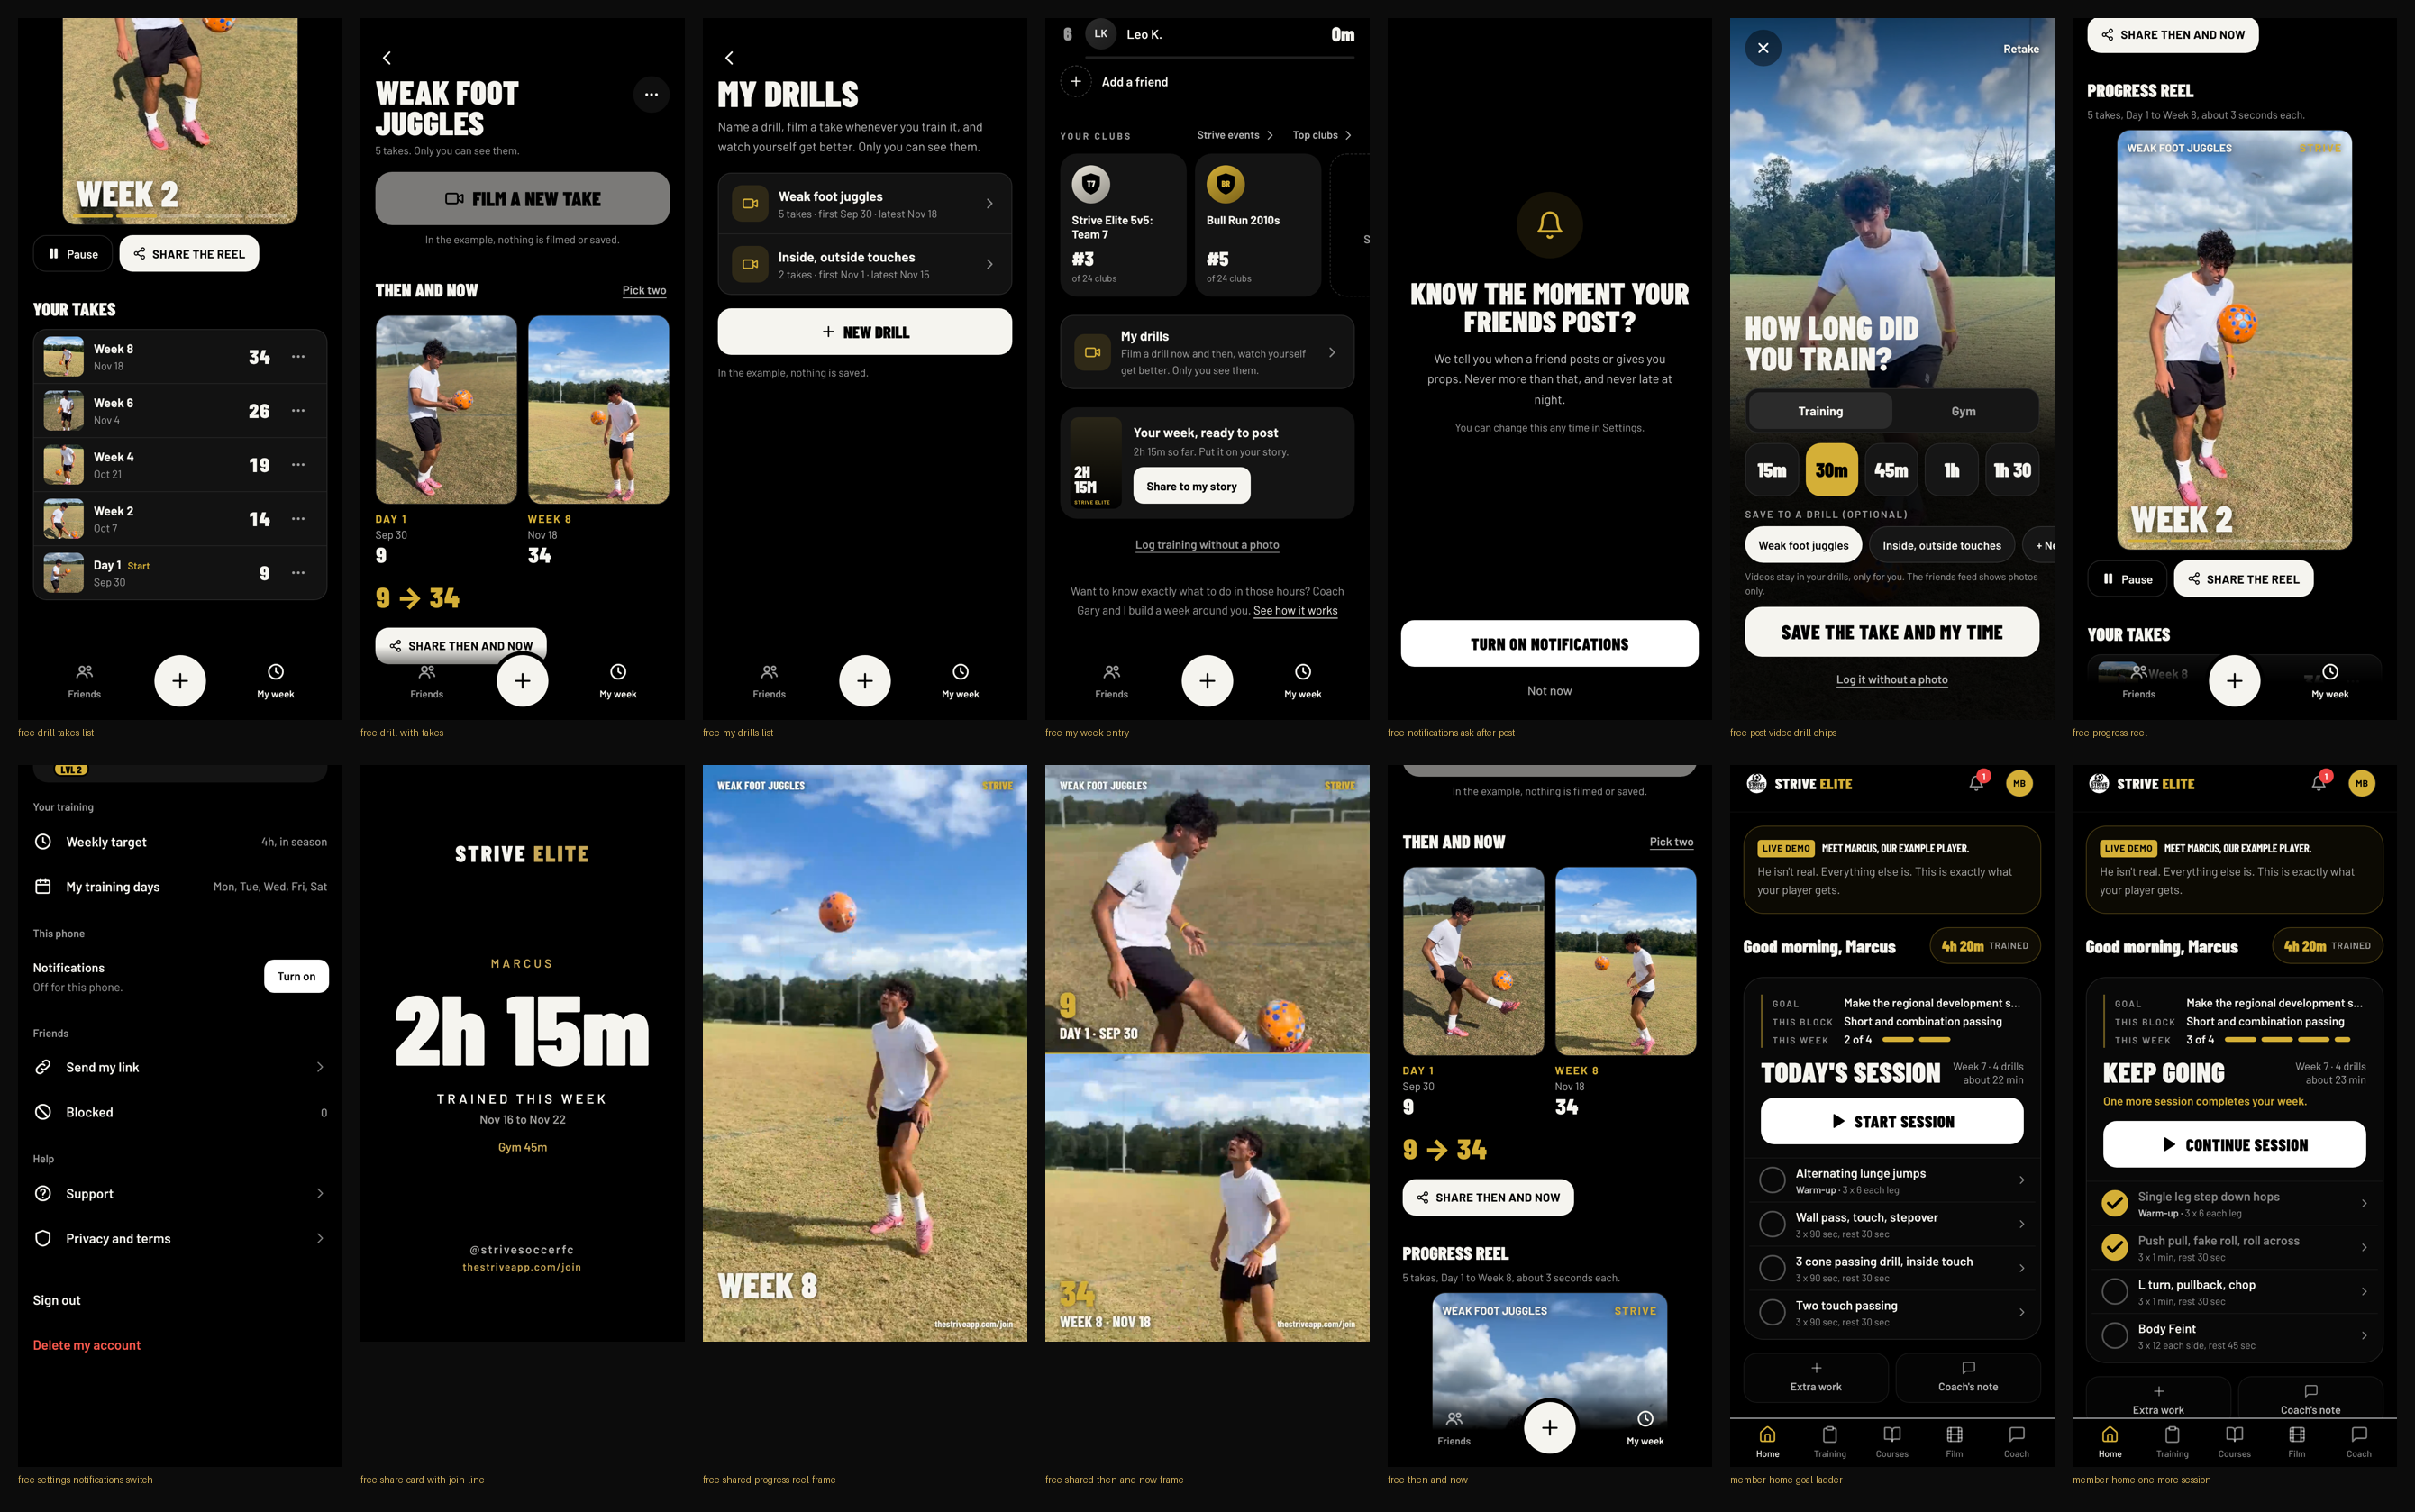 WEEK 2
Pause
SHARE THE REEL
YOUR TAKES
Week 8
Nov 18
34
Week 6
Nov 4
26
Week 4
Oct 21
19
Week 2
Oct 7
14
Day 1 Start
Sep 30
9
Friends
My week
free-drill-takes-list
WEAK FOOT
JUGGLES
5 takes. Only you can see them.
FILM A NEW TAKE
In the example, nothing is filmed or saved.
THEN AND NOW
Pick two
DAY 1
Sep 30
9
WEEK 8
Nov 18
34
9 → 34
SHARE THEN AND NOW
Friends
My week
free-drill-with-takes
MY DRILLS
Name a drill, film a take whenever you train it, and
watch yourself get better. Only you can see them.
Weak foot juggles
5 takes · first Sep 30 · latest Nov 18
Inside, outside touches
2 takes · first Nov 1 · latest Nov 15
+ NEW DRILL
In the example, nothing is saved.
Friends
My week
free-my-drills-list
6 LK Leo K. 0m
Add a friend
YOUR CLUBS
Strive events
Top clubs
T7
Strive Elite 5v5:
Team 7
#3
of 24 clubs
BR
Bull Run 2010s
#5
of 24 clubs
My drills
Film a drill now and then, watch yourself
get better. Only you see them.
2H
15M
STRIVE ELITE
Your week, ready to post
2h 15m so far. Put it on your story.
Share to my story
Log training without a photo
Want to know exactly what to do in those hours? Coach
Gary and I build a week around you. See how it works
Friends
My week
free-my-week-entry
KNOW THE MOMENT YOUR
FRIENDS POST?
We tell you when a friend posts or gives you
props. Never more than that, and never late at
night.
You can change this any time in Settings.
TURN ON NOTIFICATIONS
Not now
free-notifications-ask-after-post
Retake
HOW LONG DID
YOU TRAIN?
Training
Gym
15m
30m
45m
1h
1h 30
SAVE TO A DRILL (OPTIONAL)
Weak foot juggles
Inside, outside touches
Videos stay in your drills, only for you. The friends feed shows photos
only.
SAVE THE TAKE AND MY TIME
Log it without a photo
free-post-video-drill-chips
SHARE THEN AND NOW
PROGRESS REEL
5 takes, Day 1 to Week 8, about 3 seconds each.
WEAK FOOT JUGGLES
STRIVE
WEEK 2
Pause
SHARE THE REEL
YOUR TAKES
Week 8
Friends
My week
free-progress-reel
LVL 2
Your training
Weekly target
4h, in season
My training days
Mon, Tue, Wed, Fri, Sat
This phone
Notifications
Off for this phone.
Turn on
Friends
Send my link
Blocked
0
Help
Support
Privacy and terms
Sign out
Delete my account
free-settings-notifications-switch
STRIVE ELITE
MARCUS
2h 15m
TRAINED THIS WEEK
Nov 16 to Nov 22
Gym 45m
@strivesoccerfc
thestriveapp.com/join
free-share-card-with-join-line
WEAK FOOT JUGGLES
STRIVE
WEEK 8
thestriveapp.com/join
free-shared-progress-reel-frame
WEAK FOOT JUGGLES
STRIVE
9
DAY 1 · SEP 30
34
WEEK 8 · NOV 18
thestriveapp.com/join
free-shared-then-and-now-frame
In the example, nothing is filmed or saved.
THEN AND NOW
Pick two
DAY 1
Sep 30
9
WEEK 8
Nov 18
34
9 → 34
SHARE THEN AND NOW
PROGRESS REEL
5 takes, Day 1 to Week 8, about 3 seconds each.
WEAK FOOT JUGGLES
STRIVE
Friends
My week
free-then-and-now
STRIVE ELITE
1
MB
LIVE DEMO MEET MARCUS, OUR EXAMPLE PLAYER.
He isn't real. Everything else is. This is exactly what
your player gets.
Good morning, Marcus
4h 20m TRAINED
GOAL Make the regional development s...
THIS BLOCK Short and combination passing
THIS WEEK 2 of 4
TODAY'S SESSION
Week 7 · 4 drills
about 22 min
START SESSION
Alternating lunge jumps
Warm-up · 3 x 6 each leg
Wall pass, touch, stepover
3 x 90 sec, rest 30 sec
3 cone passing drill, inside touch
3 x 90 sec, rest 30 sec
Two touch passing
3 x 90 sec, rest 30 sec
Extra work
Coach's note
Home
Training
Courses
Film
Coach
member-home-goal-ladder
STRIVE ELITE
1
MB
LIVE DEMO MEET MARCUS, OUR EXAMPLE PLAYER.
He isn't real. Everything else is. This is exactly what
your player gets.
Good morning, Marcus
4h 20m TRAINED
GOAL Make the regional development s...
THIS BLOCK Short and combination passing
THIS WEEK 3 of 4
KEEP GOING
Week 7 · 4 drills
about 23 min
One more session completes your week.
CONTINUE SESSION
Single leg step down hops
Warm-up · 3 x 6 each leg
Push pull, fake roll, roll across
3 x 1 min, rest 30 sec
L turn, pullback, chop
3 x 1 min, rest 30 sec
Body Feint
3 x 12 each side, rest 45 sec
Extra work
Coach's note
Home
Training
Courses
Film
Coach
member-home-one-more-session